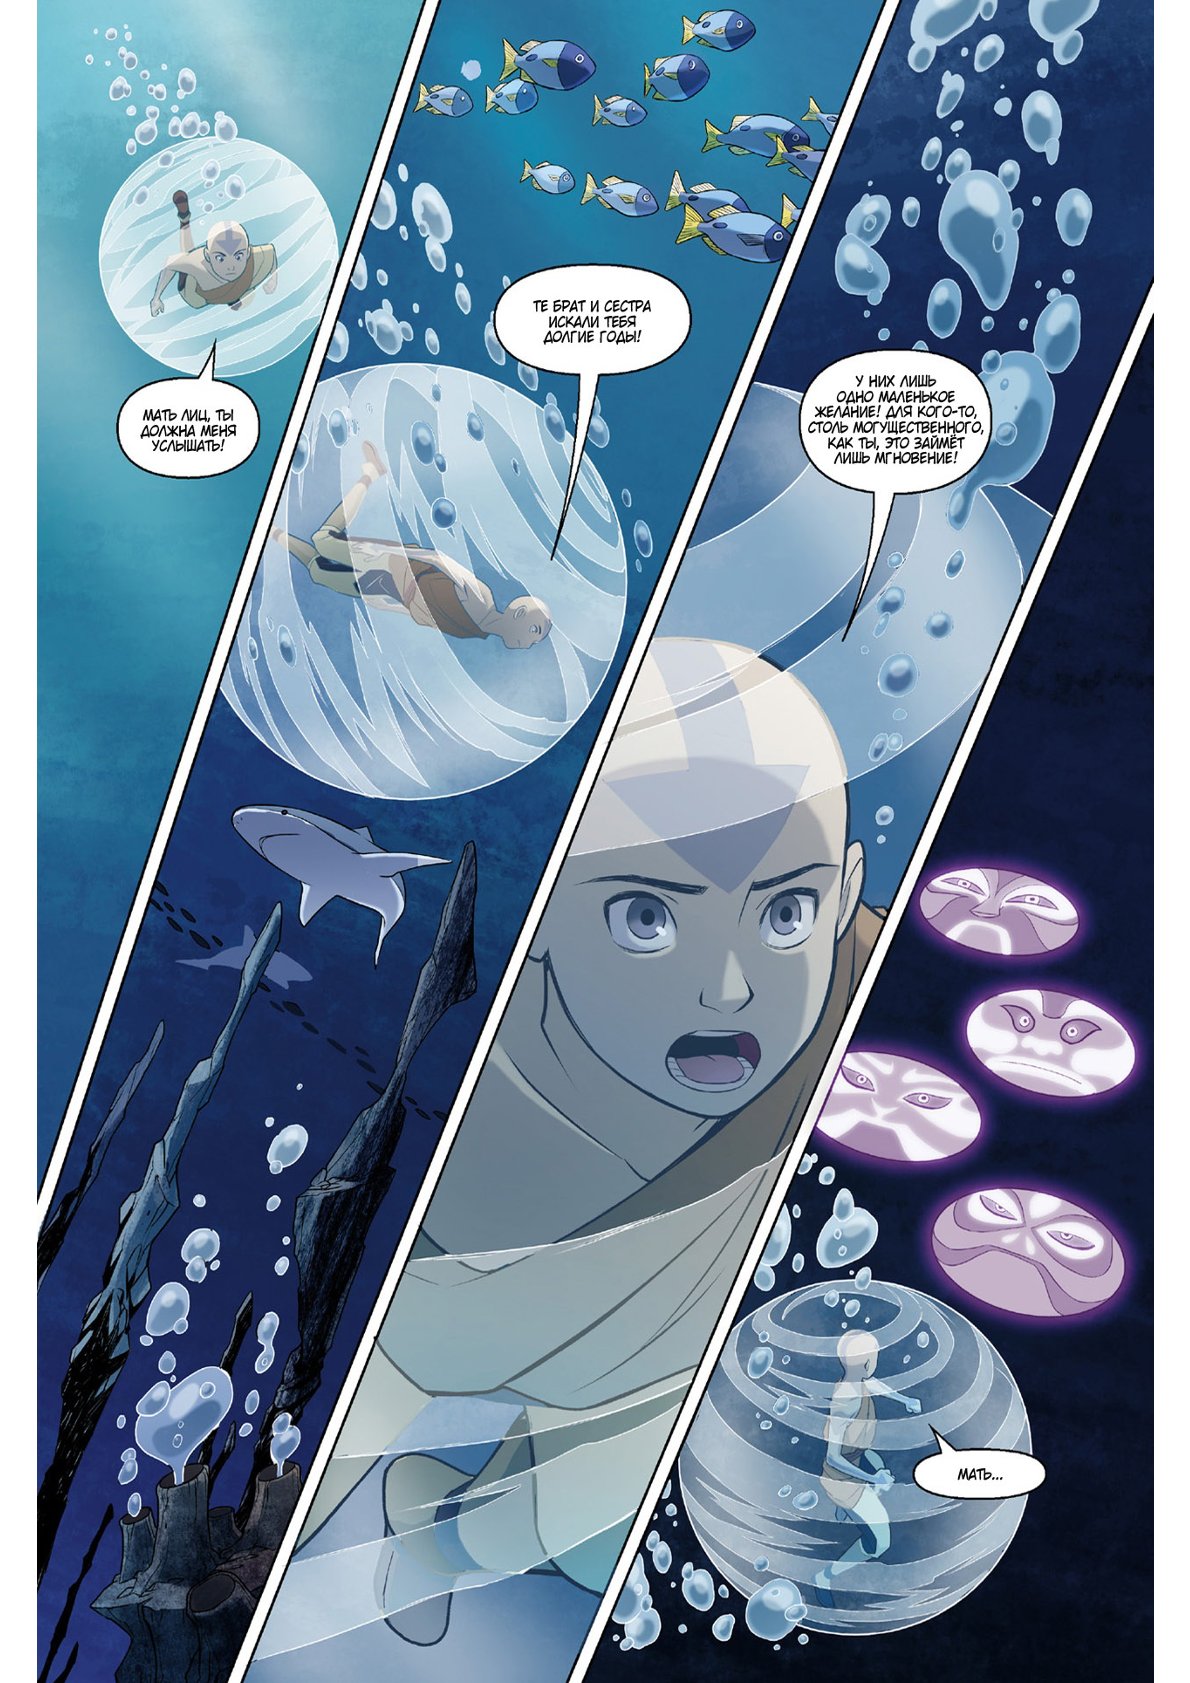 МАТЬ ЛИЦ, ТЫ
ДОЛЖНА МЕНЯ
УСЛЫШАТЬ!
ТЕ БРАТ И СЕСТРА
ИСКАЛИ ТЕБЯ
ДОЛГИЕ ГОДЫ!
У НИХ ЛИШЬ
ОДНО МАЛЕНЬКОЕ
ЖЕЛАНИЕ! ДЛЯ КОГО-ТО,
СТОЛЬ МОГУЩЕСТВЕННОГО,
КАК ТЫ, ЭТО ЗАЙМЁТ
ЛИШЬ МГНОВЕНИЕ!
МАТЬ...